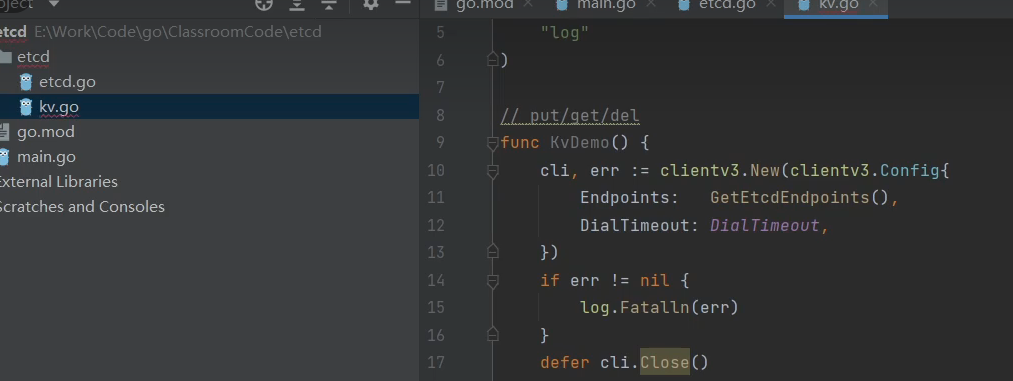 oject
go.mod main.go etcd.go kv.go
etcd E:\Work\Code\go\ClassroomCode\etcd
etcd
etcd.go
kv.go
go.mod
main.go
External Libraries
Scratches and Consoles
5 "log"
6 )
7
8 // put/get/del
9 func KvDemo() {
10 cli, err := clientv3.New(clientv3.Config{
11 Endpoints: GetEtcdEndpoints(),
12 DialTimeout: DialTimeout,
13 })
14 if err != nil {
15 log.Fatalln(err)
16 }
17 defer cli.Close()